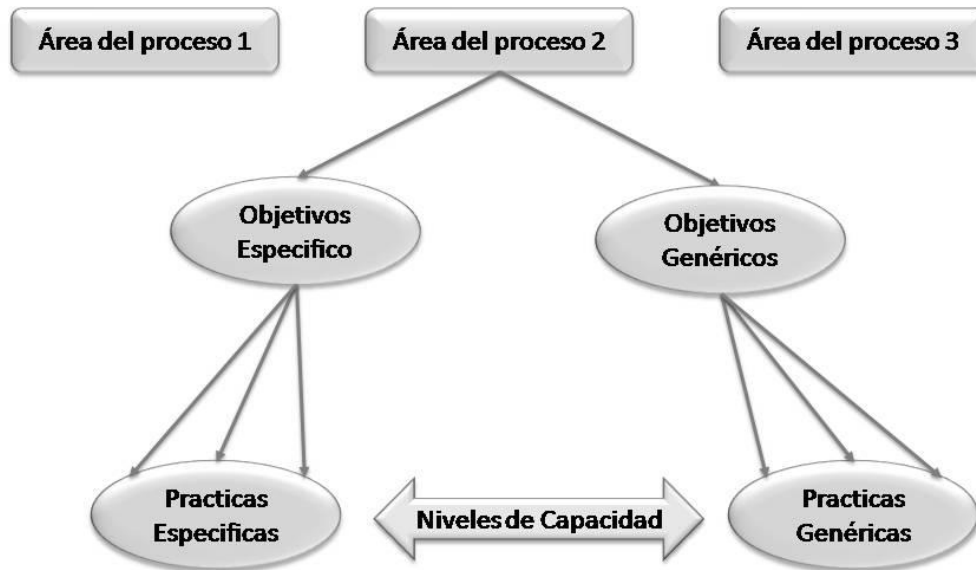 Área del proceso 1
Área del proceso 2
Área del proceso 3
Objetivos
Especifico
Objetivos
Genéricos
Practicas
Especificas
Niveles de Capacidad
Practicas
Genéricas